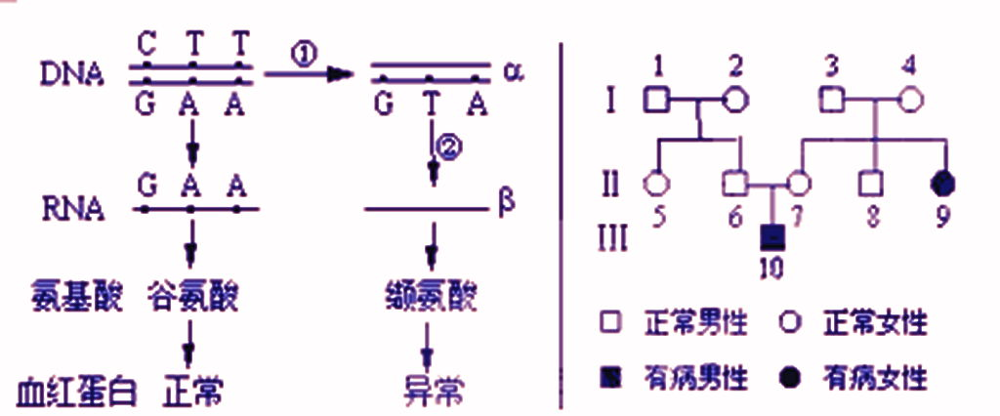 C T T
DNA ① α
G A A G T A
②
G A A
RNA β
氨基酸 谷氨酸 缬氨酸
血红蛋白 正常 异常
1 2 3 4
I
II
5 6 7 8 9
III
10
正常男性 正常女性
有病男性 有病女性